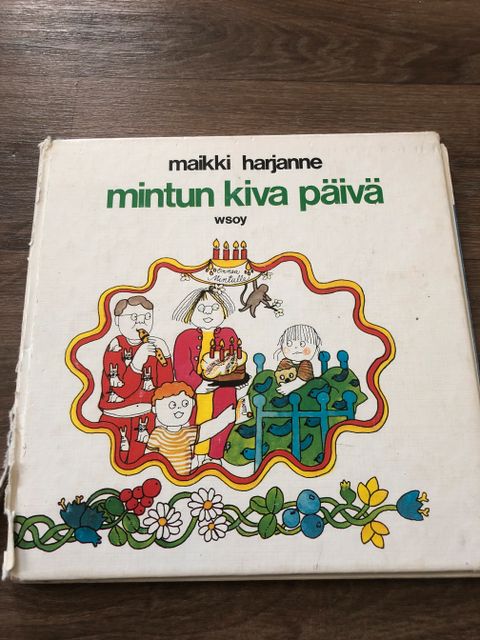 maikki harjanne
mintun kiva päivä
wsoy
Onnea
Mintulle